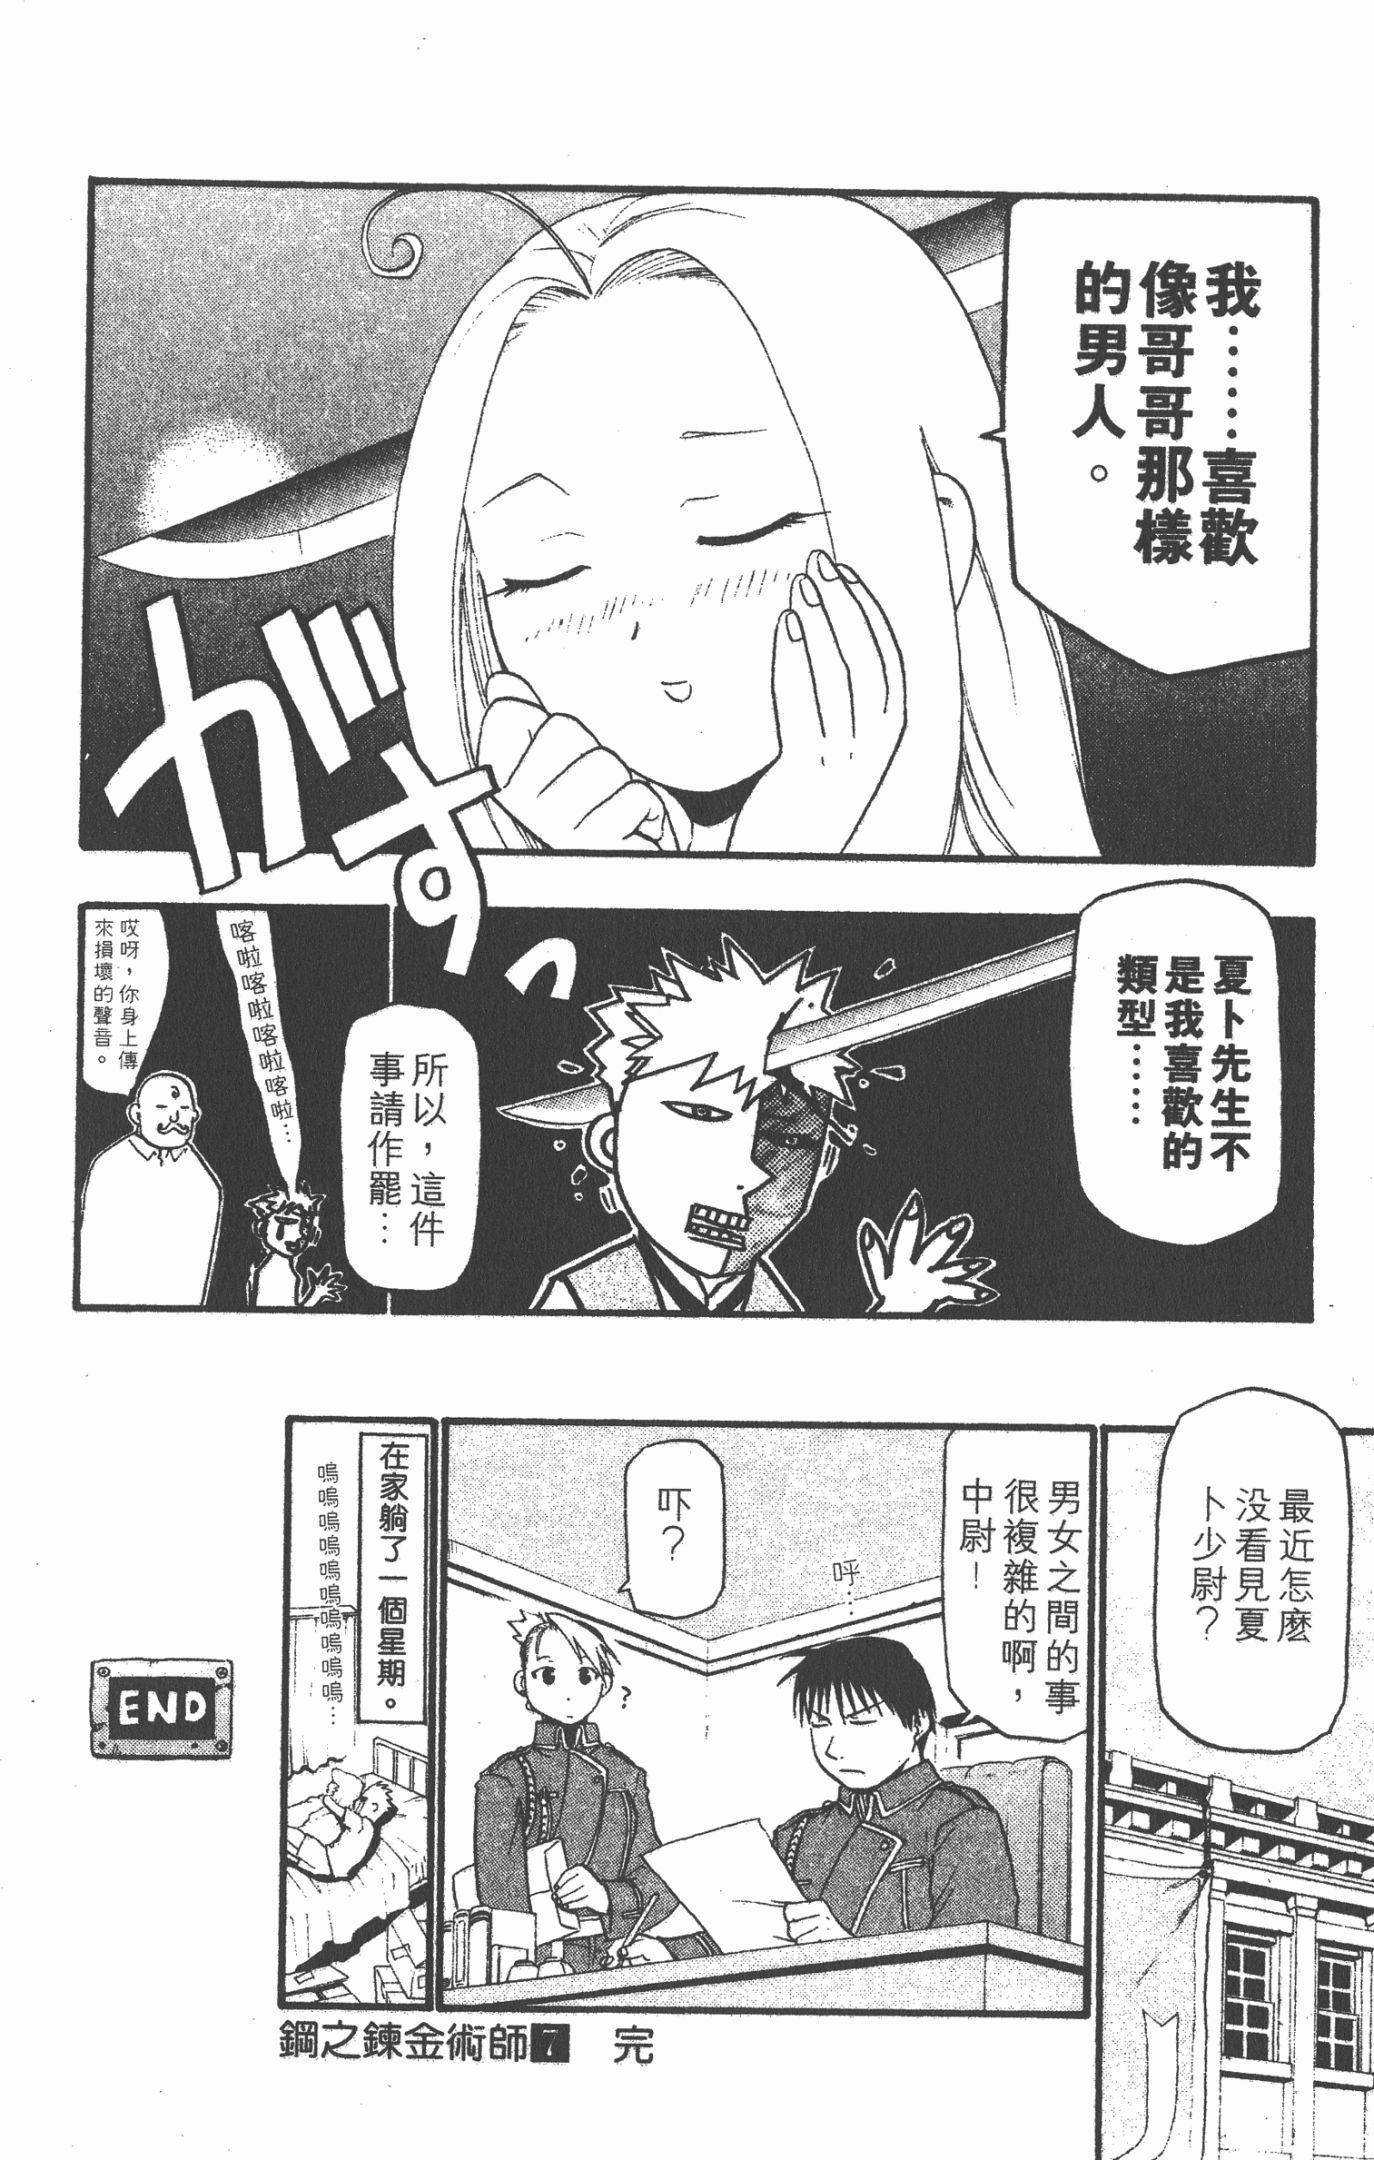 我………喜歡
像哥哥那樣
的男人。
ガすっ
夏卜先生不
是我喜歡的
類型……
所以，這件
事請作罷…
喀啦喀啦喀啦喀啦…
哎呀，你身上傳
來損壞的聲音。
最近怎麼
没看見夏
卜少尉？
男女之間的事
很複雜的啊，
中尉！
呼…
吓？
?
在家躺了一個星期。
嗚嗚嗚嗚嗚嗚嗚嗚嗚嗚…
END
鋼之鍊金術師7 完